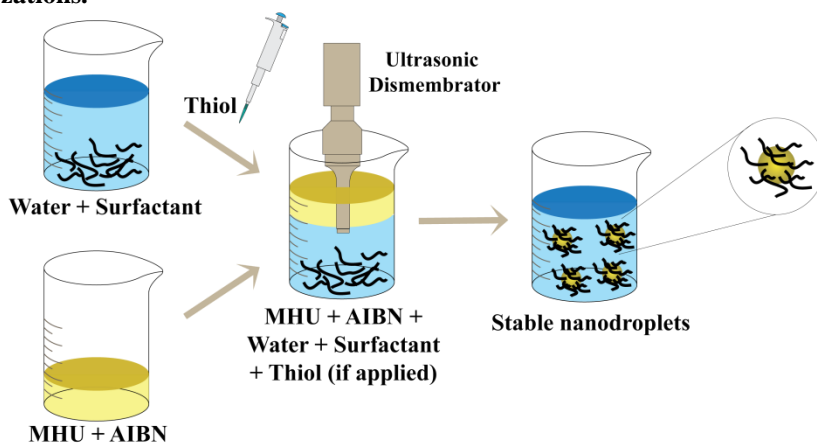 zations.
Thiol
Ultrasonic
Dismembrator
Water + Surfactant
MHU + AIBN +
Water + Surfactant
+ Thiol (if applied)
Stable nanodroplets
MHU + AIBN